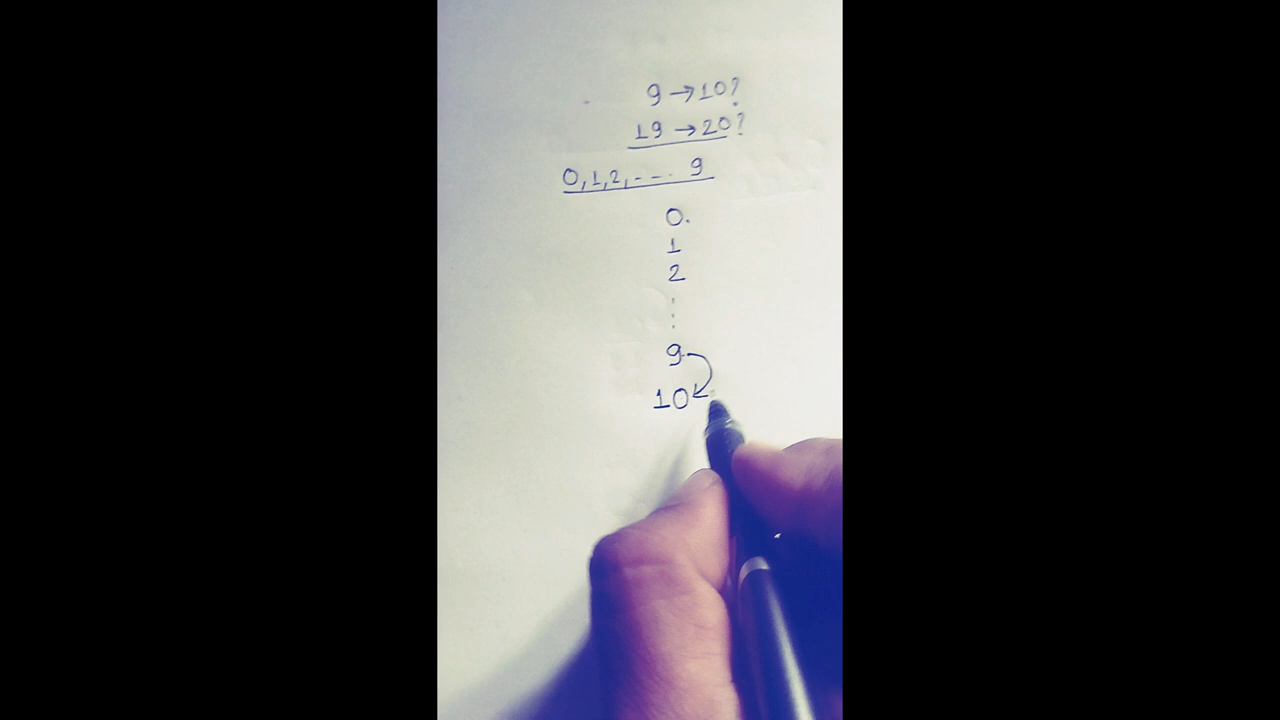 9 → 10?
19 → 20?
0, 1, 2, - - . 9
0.
1
2
⋮
9
10